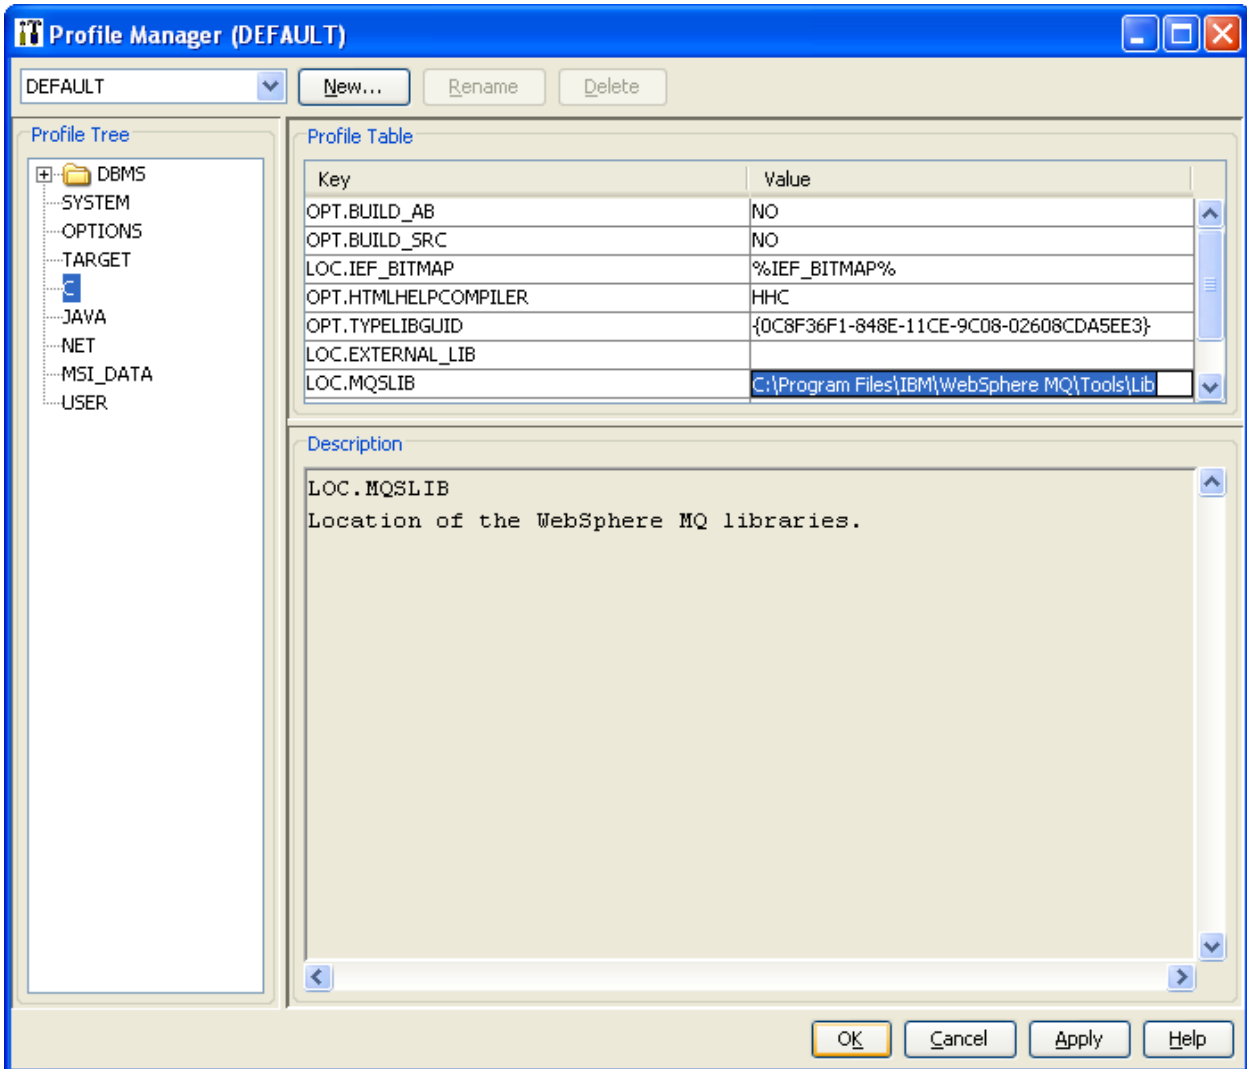 Profile Manager (DEFAULT)
DEFAULT New... Rename Delete
Profile Tree
DBMS
SYSTEM
OPTIONS
TARGET
C
JAVA
NET
MSI_DATA
USER
Profile Table
Key Value
OPT.BUILD_AB NO
OPT.BUILD_SRC NO
LOC.IEF_BITMAP %IEF_BITMAP%
OPT.HTMLHELPCOMPILER HHC
OPT.TYPELIBGUID {0C8F36F1-848E-11CE-9C08-02608CDA5EE3}
LOC.EXTERNAL_LIB
LOC.MQSLIB C:\Program Files\IBM\WebSphere MQ\Tools\Lib
Description
LOC.MQSLIB
Location of the WebSphere MQ libraries.
OK Cancel Apply Help